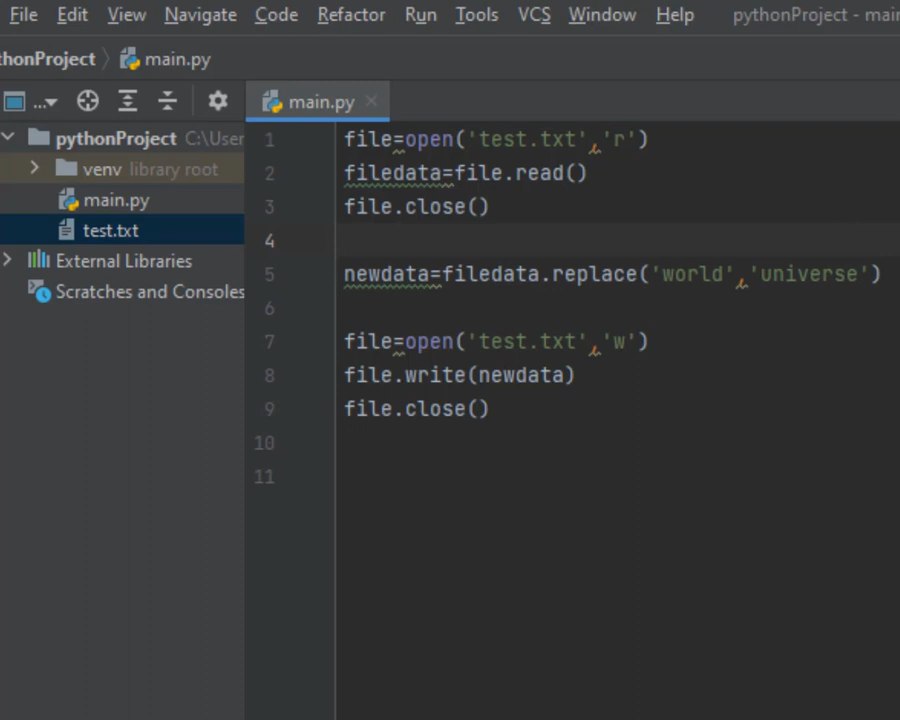 File Edit View Navigate Code Refactor Run Tools VCS Window Help pythonProject - mai
thonProject main.py
... main.py
pythonProject C:\User
venv library root
main.py
test.txt
External Libraries
Scratches and Consoles
1 file=open('test.txt','r')
2 filedata=file.read()
3 file.close()
4
5 newdata=filedata.replace('world','universe')
6
7 file=open('test.txt','w')
8 file.write(newdata)
9 file.close()
10
11